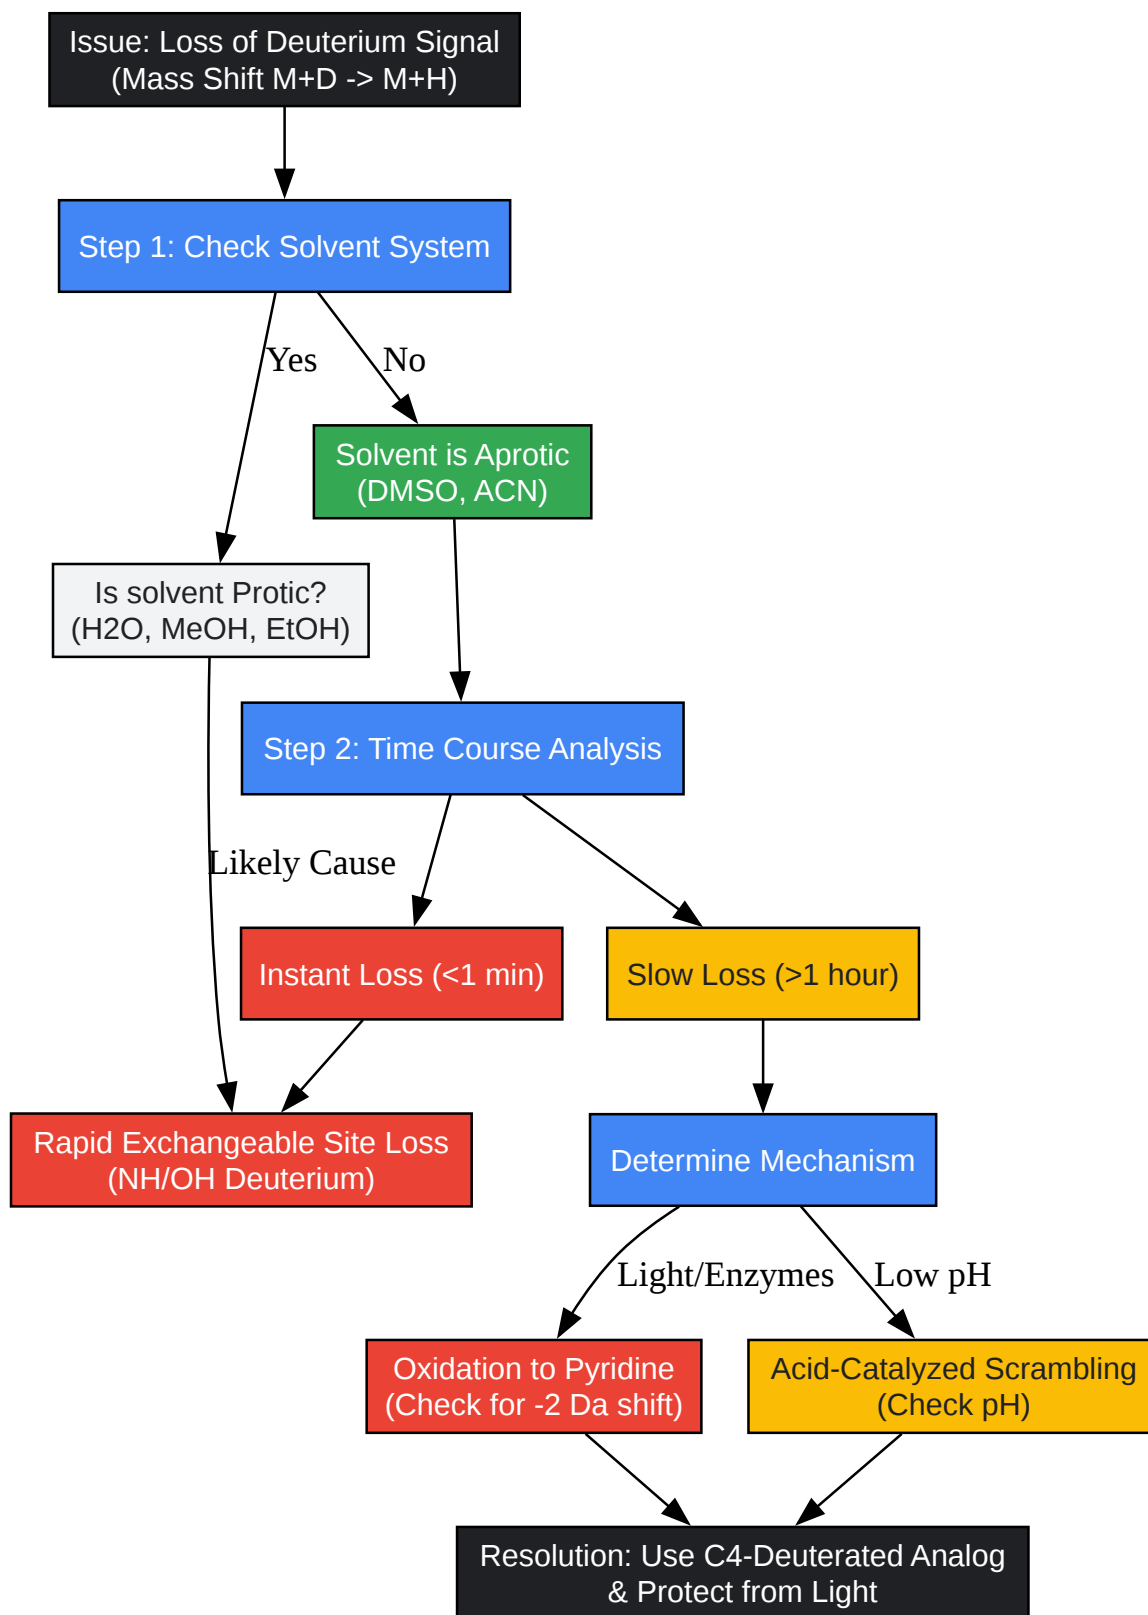 Issue: Loss of Deuterium Signal
(Mass Shift M+D -> M+H)
Step 1: Check Solvent System
Yes
No
Solvent is Aprotic
(DMSO, ACN)
Is solvent Protic?
(H2O, MeOH, EtOH)
Step 2: Time Course Analysis
Likely Cause
Instant Loss (<1 min)
Slow Loss (>1 hour)
Rapid Exchangeable Site Loss
(NH/OH Deuterium)
Determine Mechanism
Light/Enzymes
Low pH
Oxidation to Pyridine
(Check for -2 Da shift)
Acid-Catalyzed Scrambling
(Check pH)
Resolution: Use C4-Deuterated Analog
& Protect from Light